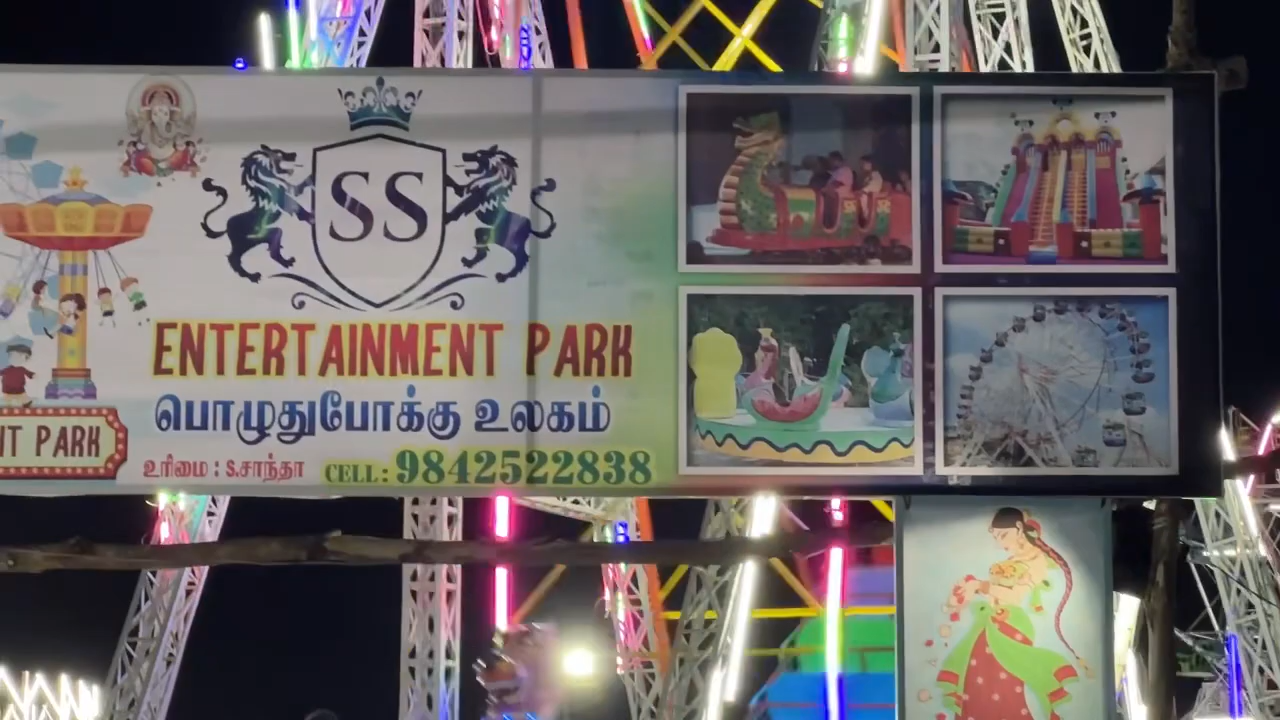 SS
ENTERTAINMENT PARK
பொழுதுபோக்கு உலகம்
NT PARK
உரிமை : S.சாந்தா CELL : 9842522838